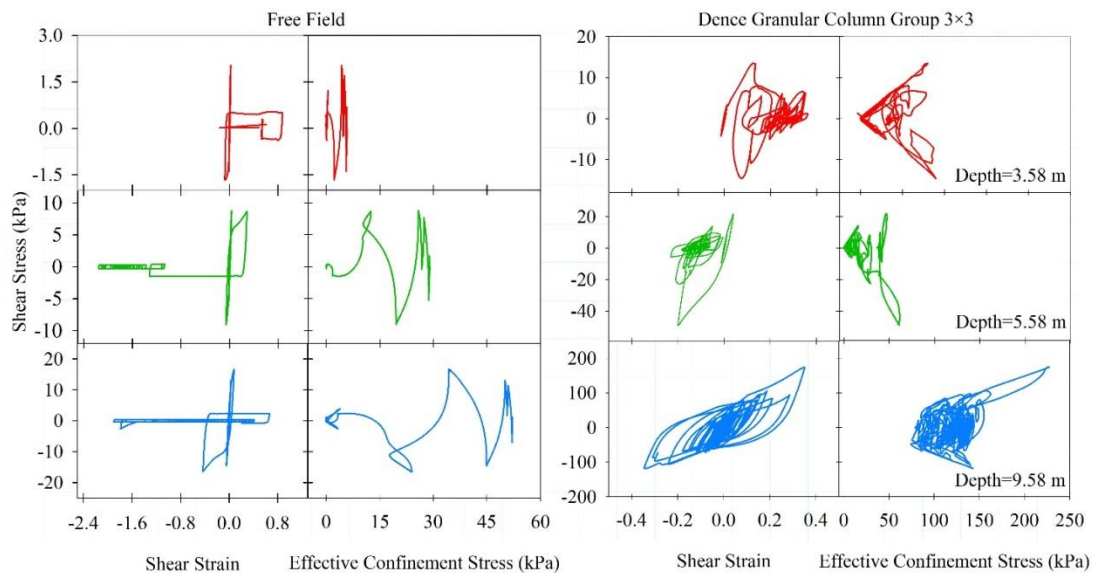 Free Field
Dence Granular Column Group 3×3
3.0
1.5
0.0
-1.5
20
10
0
-10
Depth=3.58 m
Shear Stress (kPa)
10
5
0
-5
-10
40
20
0
-20
-40
Depth=5.58 m
20
10
0
-10
-20
200
100
0
-100
-200
Depth=9.58 m
-2.4 -1.6 -0.8 0.0 0.8 0 15 30 45 60
-0.4 -0.2 0.0 0.2 0.4 0 50 100 150 200 250
Shear Strain Effective Confinement Stress (kPa)
Shear Strain Effective Confinement Stress (kPa)